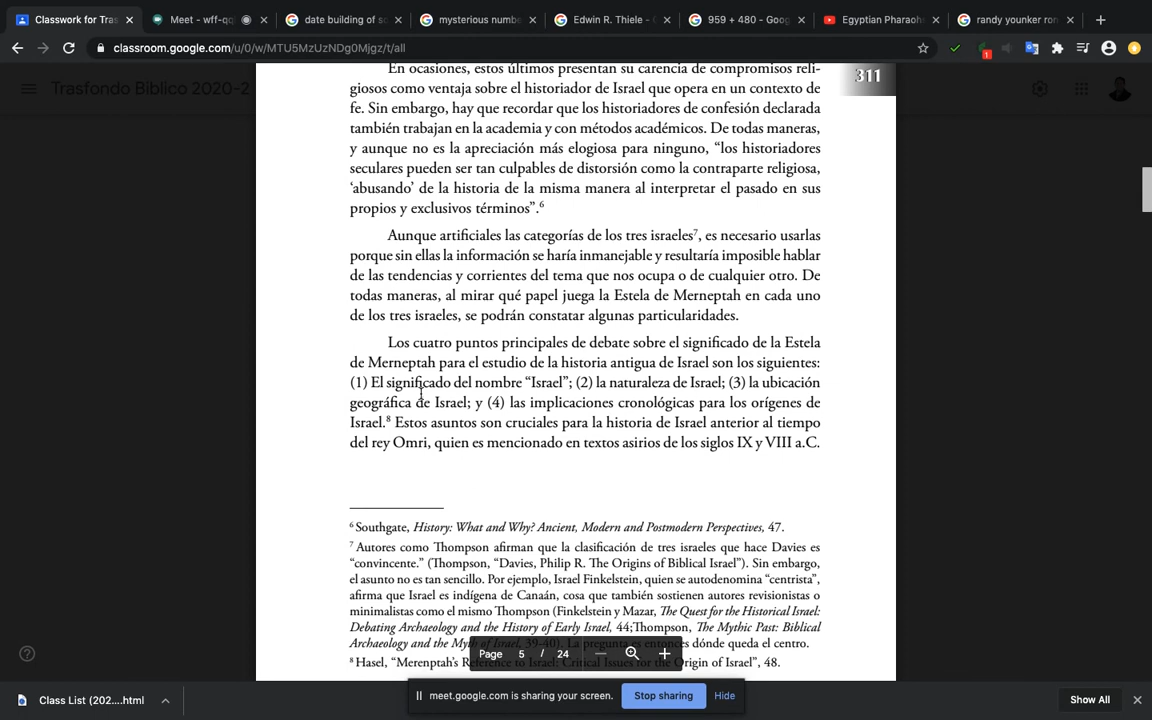 Classwork for Tras
Meet - wff-qq
date building of so
mysterious numbe
Edwin R. Thiele - G
959 + 480 - Goog
Egyptian Pharaohs
randy younker ron
classroom.google.com/u/0/w/MTU5MzUzNDg0Mjgz/t/all
1
Trasfondo Bíblico 2020-2
311
En ocasiones, estos últimos presentan su carencia de compromisos reli-
giosos como ventaja sobre el historiador de Israel que opera en un contexto de
fe. Sin embargo, hay que recordar que los historiadores de confesión declarada
también trabajan en la academia y con métodos académicos. De todas maneras,
y aunque no es la apreciación más elogiosa para ninguno, “los historiadores
seculares pueden ser tan culpables de distorsión como la contraparte religiosa,
‘abusando’ de la historia de la misma manera al interpretar el pasado en sus
propios y exclusivos términos”.⁶
Aunque artificiales las categorías de los tres israeles⁷, es necesario usarlas
porque sin ellas la información se haría inmanejable y resultaría imposible hablar
de las tendencias y corrientes del tema que nos ocupa o de cualquier otro. De
todas maneras, al mirar qué papel juega la Estela de Merneptah en cada uno
de los tres israeles, se podrán constatar algunas particularidades.
Los cuatro puntos principales de debate sobre el significado de la Estela
de Merneptah para el estudio de la historia antigua de Israel son los siguientes:
(1) El significado del nombre “Israel”; (2) la naturaleza de Israel; (3) la ubicación
geográfica de Israel; y (4) las implicaciones cronológicas para los orígenes de
Israel.⁸ Estos asuntos son cruciales para la historia de Israel anterior al tiempo
del rey Omri, quien es mencionado en textos asirios de los siglos IX y VIII a.C.
⁶ Southgate, History: What and Why? Ancient, Modern and Postmodern Perspectives, 47.
⁷ Autores como Thompson afirman que la clasificación de tres israeles que hace Davies es
“convincente.” (Thompson, “Davies, Philip R. The Origins of Biblical Israel”). Sin embargo,
el asunto no es tan sencillo. Por ejemplo, Israel Finkelstein, quien se autodenomina “centrista”,
afirma que Israel es indígena de Canaán, cosa que también sostienen autores revisionistas o
minimalistas como el mismo Thompson (Finkelstein y Mazar, The Quest for the Historical Israel:
Debating Archaeology and the History of Early Israel, 44;Thompson, The Mythic Past: Biblical
Archaeology and the Myth of Israel, 39-40). La pregunta es entonces dónde queda el centro.
⁸ Hasel, “Merenptah’s Reference to Israel: Critical Issues for the Origin of Israel”, 48.
Page 5 / 24
Class List (202....html
meet.google.com is sharing your screen.
Stop sharing
Hide
Show All